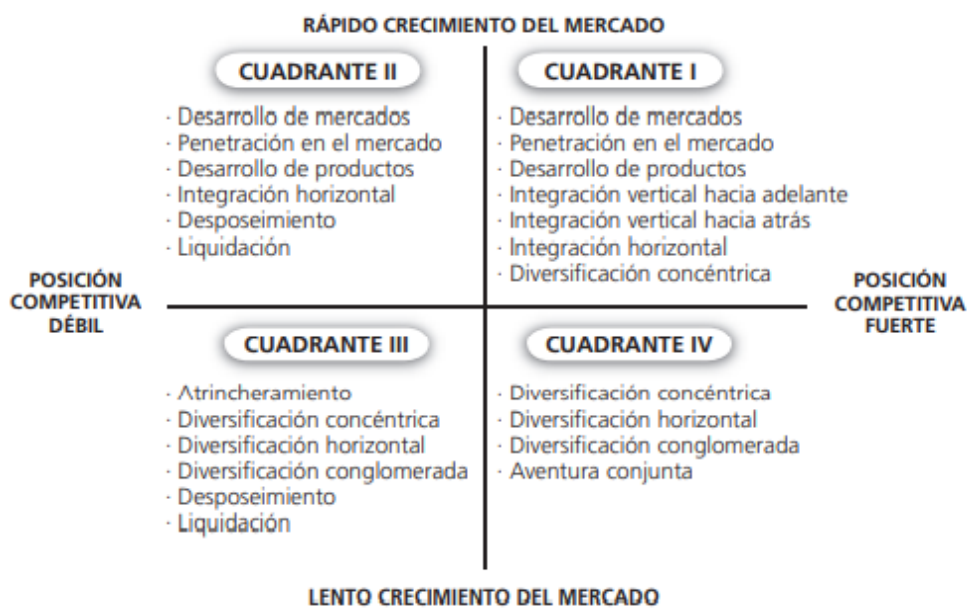 RÁPIDO CRECIMIENTO DEL MERCADO
CUADRANTE II
· Desarrollo de mercados
· Penetración en el mercado
· Desarrollo de productos
· Integración horizontal
· Desposeimiento
· Liquidación
CUADRANTE I
· Desarrollo de mercados
· Penetración en el mercado
· Desarrollo de productos
· Integración vertical hacia adelante
· Integración vertical hacia atrás
· Integración horizontal
· Diversificación concéntrica
POSICIÓN
COMPETITIVA
DÉBIL
POSICIÓN
COMPETITIVA
FUERTE
CUADRANTE III
· Atrincheramiento
· Diversificación concéntrica
· Diversificación horizontal
· Diversificación conglomerada
· Desposeimiento
· Liquidación
CUADRANTE IV
· Diversificación concéntrica
· Diversificación horizontal
· Diversificación conglomerada
· Aventura conjunta
LENTO CRECIMIENTO DEL MERCADO